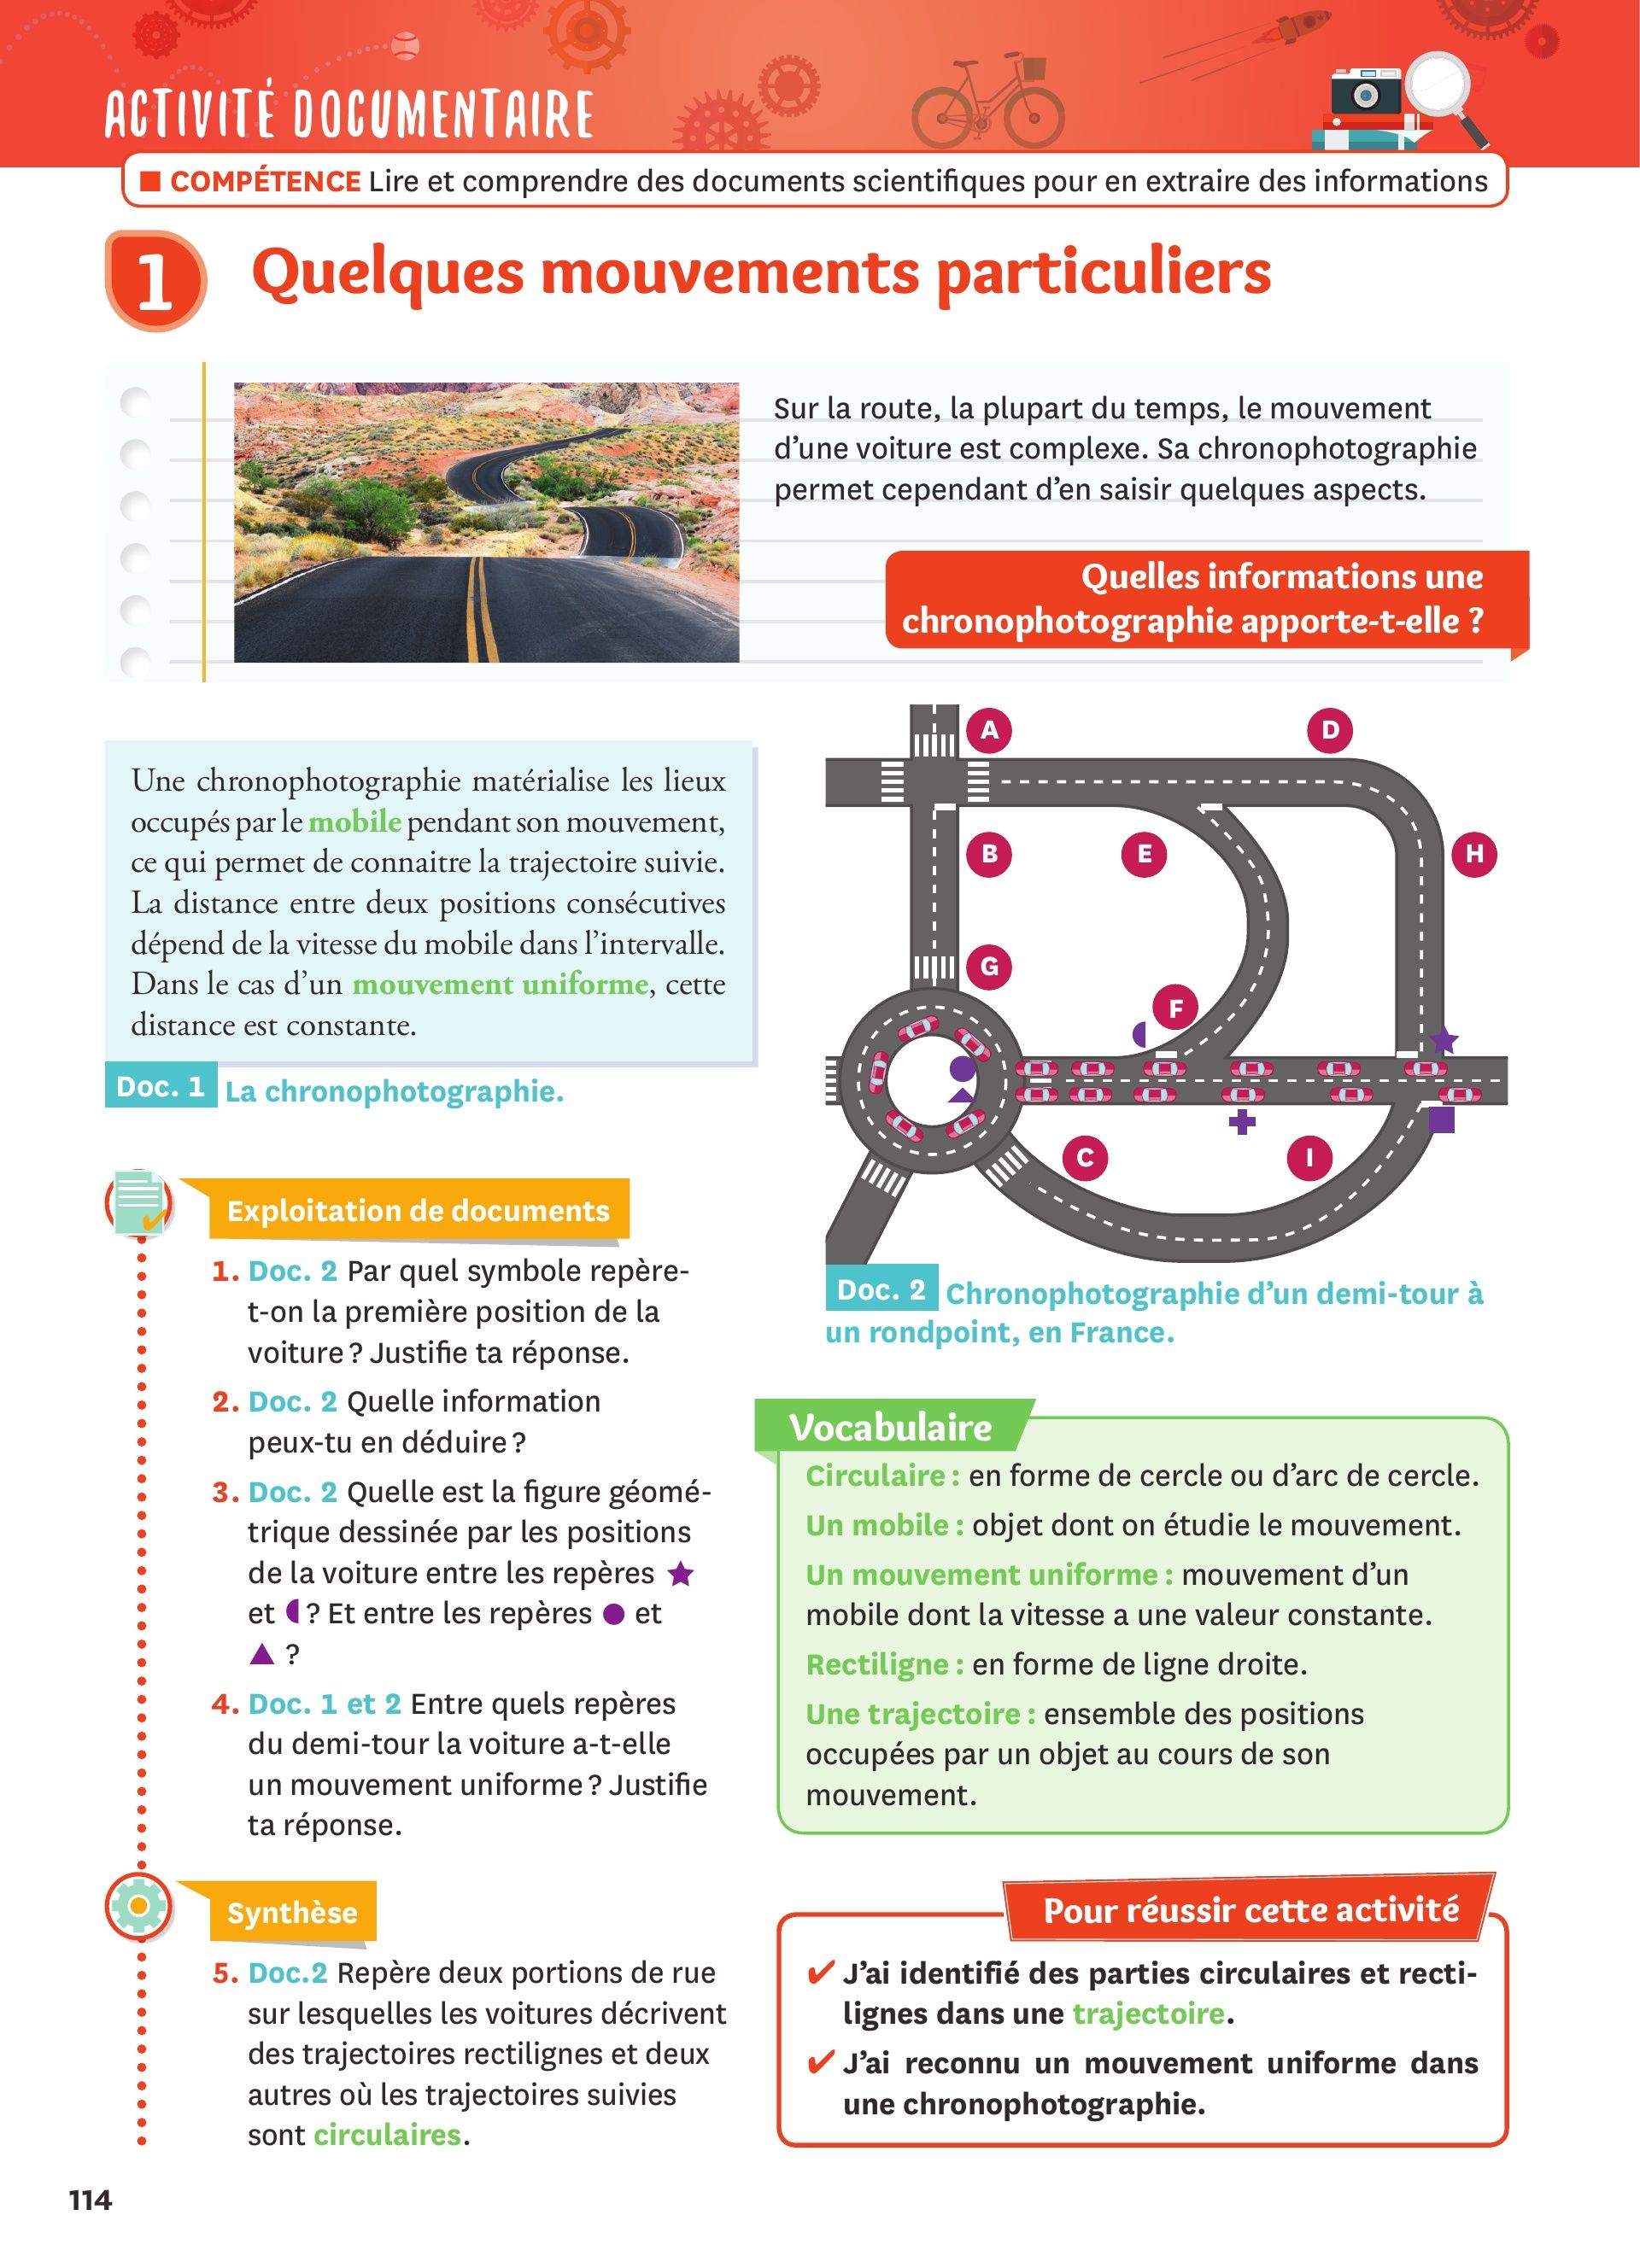 ACTIVITÉ DOCUMENTAIRE
■ COMPÉTENCE Lire et comprendre des documents scientifiques pour en extraire des informations
1 Quelques mouvements particuliers
Sur la route, la plupart du temps, le mouvement
d’une voiture est complexe. Sa chronophotographie
permet cependant d’en saisir quelques aspects.
Quelles informations une
chronophotographie apporte-t-elle ?
Une chronophotographie matérialise les lieux
occupés par le mobile pendant son mouvement,
ce qui permet de connaitre la trajectoire suivie.
La distance entre deux positions consécutives
dépend de la vitesse du mobile dans l’intervalle.
Dans le cas d’un mouvement uniforme, cette
distance est constante.
Doc. 1 La chronophotographie.
A
D
B
E
H
G
F
C
I
Doc. 2 Chronophotographie d’un demi-tour à
un rondpoint, en France.
Exploitation de documents
1. Doc. 2 Par quel symbole repère-
t-on la première position de la
voiture ? Justifie ta réponse.
2. Doc. 2 Quelle information
peux-tu en déduire ?
3. Doc. 2 Quelle est la figure géomé-
trique dessinée par les positions
de la voiture entre les repères ★
et ◖ ? Et entre les repères ● et
▲ ?
4. Doc. 1 et 2 Entre quels repères
du demi-tour la voiture a-t-elle
un mouvement uniforme ? Justifie
ta réponse.
Synthèse
5. Doc.2 Repère deux portions de rue
sur lesquelles les voitures décrivent
des trajectoires rectilignes et deux
autres où les trajectoires suivies
sont circulaires.
Vocabulaire
Circulaire : en forme de cercle ou d’arc de cercle.
Un mobile : objet dont on étudie le mouvement.
Un mouvement uniforme : mouvement d’un
mobile dont la vitesse a une valeur constante.
Rectiligne : en forme de ligne droite.
Une trajectoire : ensemble des positions
occupées par un objet au cours de son
mouvement.
Pour réussir cette activité
✔ J’ai identifié des parties circulaires et recti-
lignes dans une trajectoire.
✔ J’ai reconnu un mouvement uniforme dans
une chronophotographie.
114